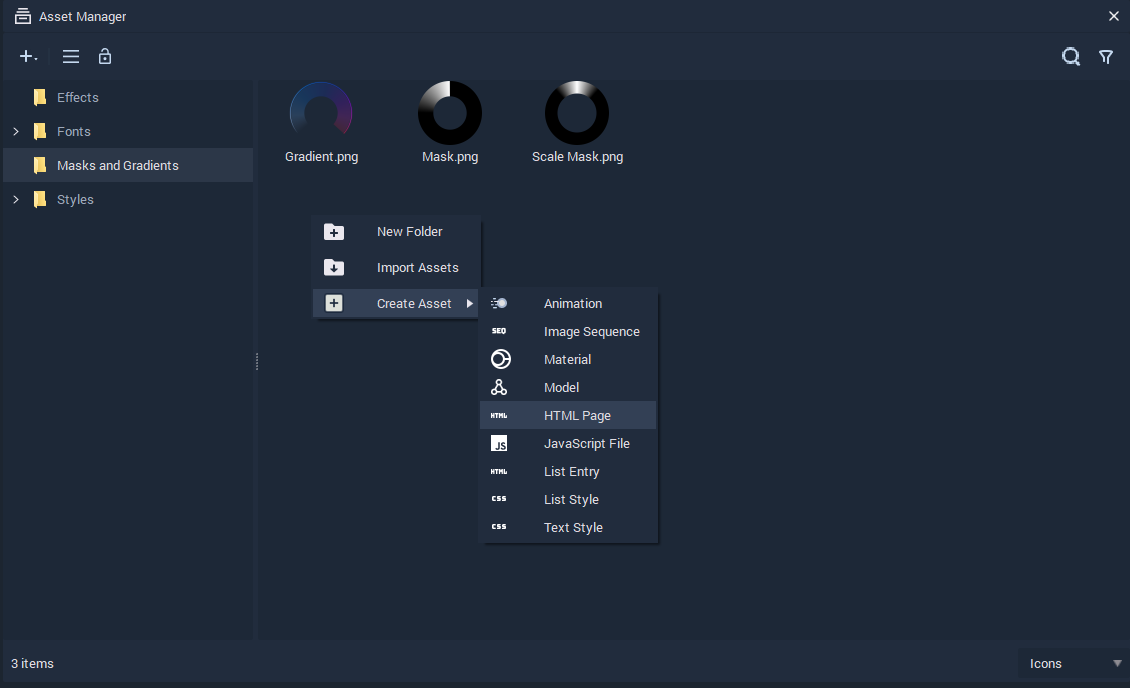 Asset Manager
Effects
Fonts
Masks and Gradients
Styles
Gradient.png
Mask.png
Scale Mask.png
New Folder
Import Assets
Create Asset
Animation
SEQ Image Sequence
Material
Model
HTML HTML Page
JS JavaScript File
HTML List Entry
CSS List Style
CSS Text Style
3 items
Icons